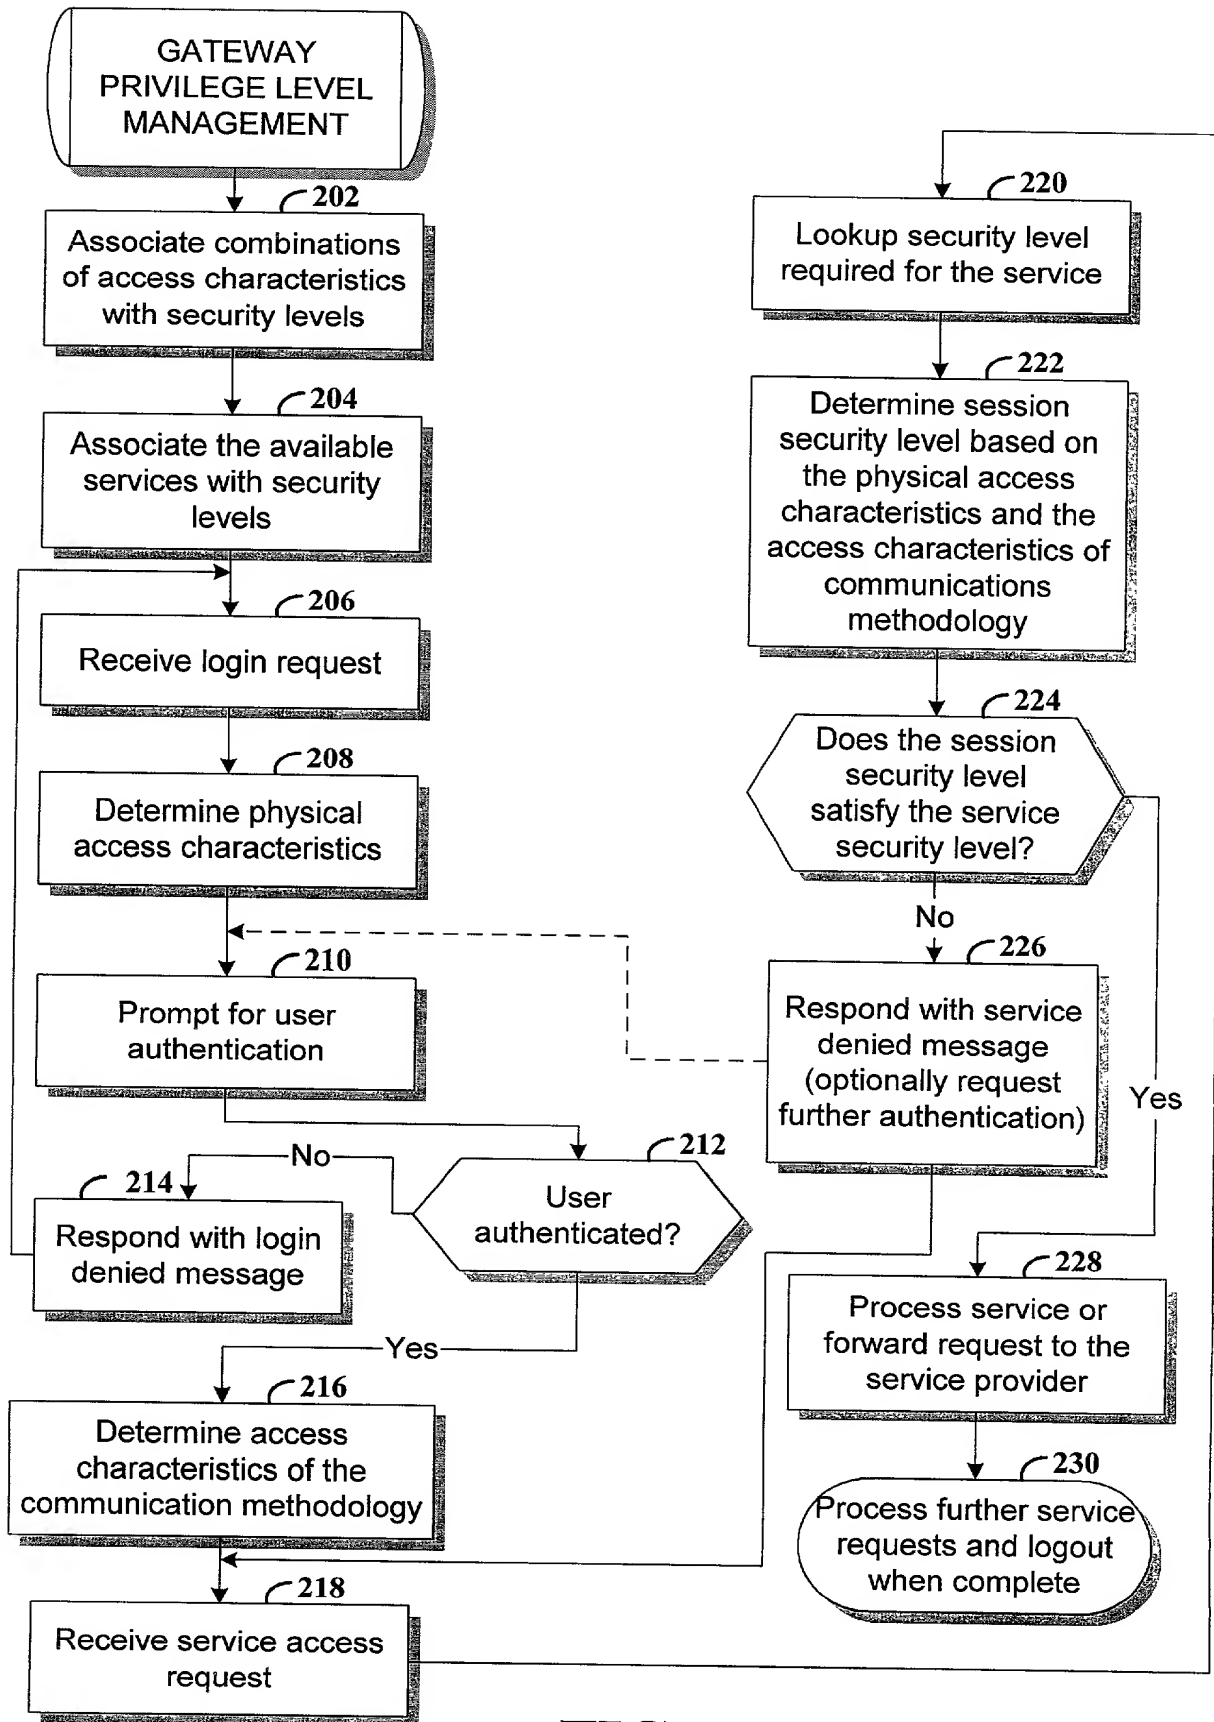 GATEWAY
PRIVILEGE LEVEL
MANAGEMENT
202
Associate combinations
of access characteristics
with security levels
204
Associate the available
services with security
levels
206
Receive login request
208
Determine physical
access characteristics
210
Prompt for user
authentication
212
User
authenticated?
No
214
Respond with login
denied message
Yes
216
Determine access
characteristics of the
communication methodology
218
Receive service access
request
220
Lookup security level
required for the service
222
Determine session
security level based on
the physical access
characteristics and the
access characteristics of
communications
methodology
224
Does the session
security level
satisfy the service
security level?
No
226
Respond with service
denied message
(optionally request
further authentication)
Yes
228
Process service or
forward request to the
service provider
230
Process further service
requests and logout
when complete